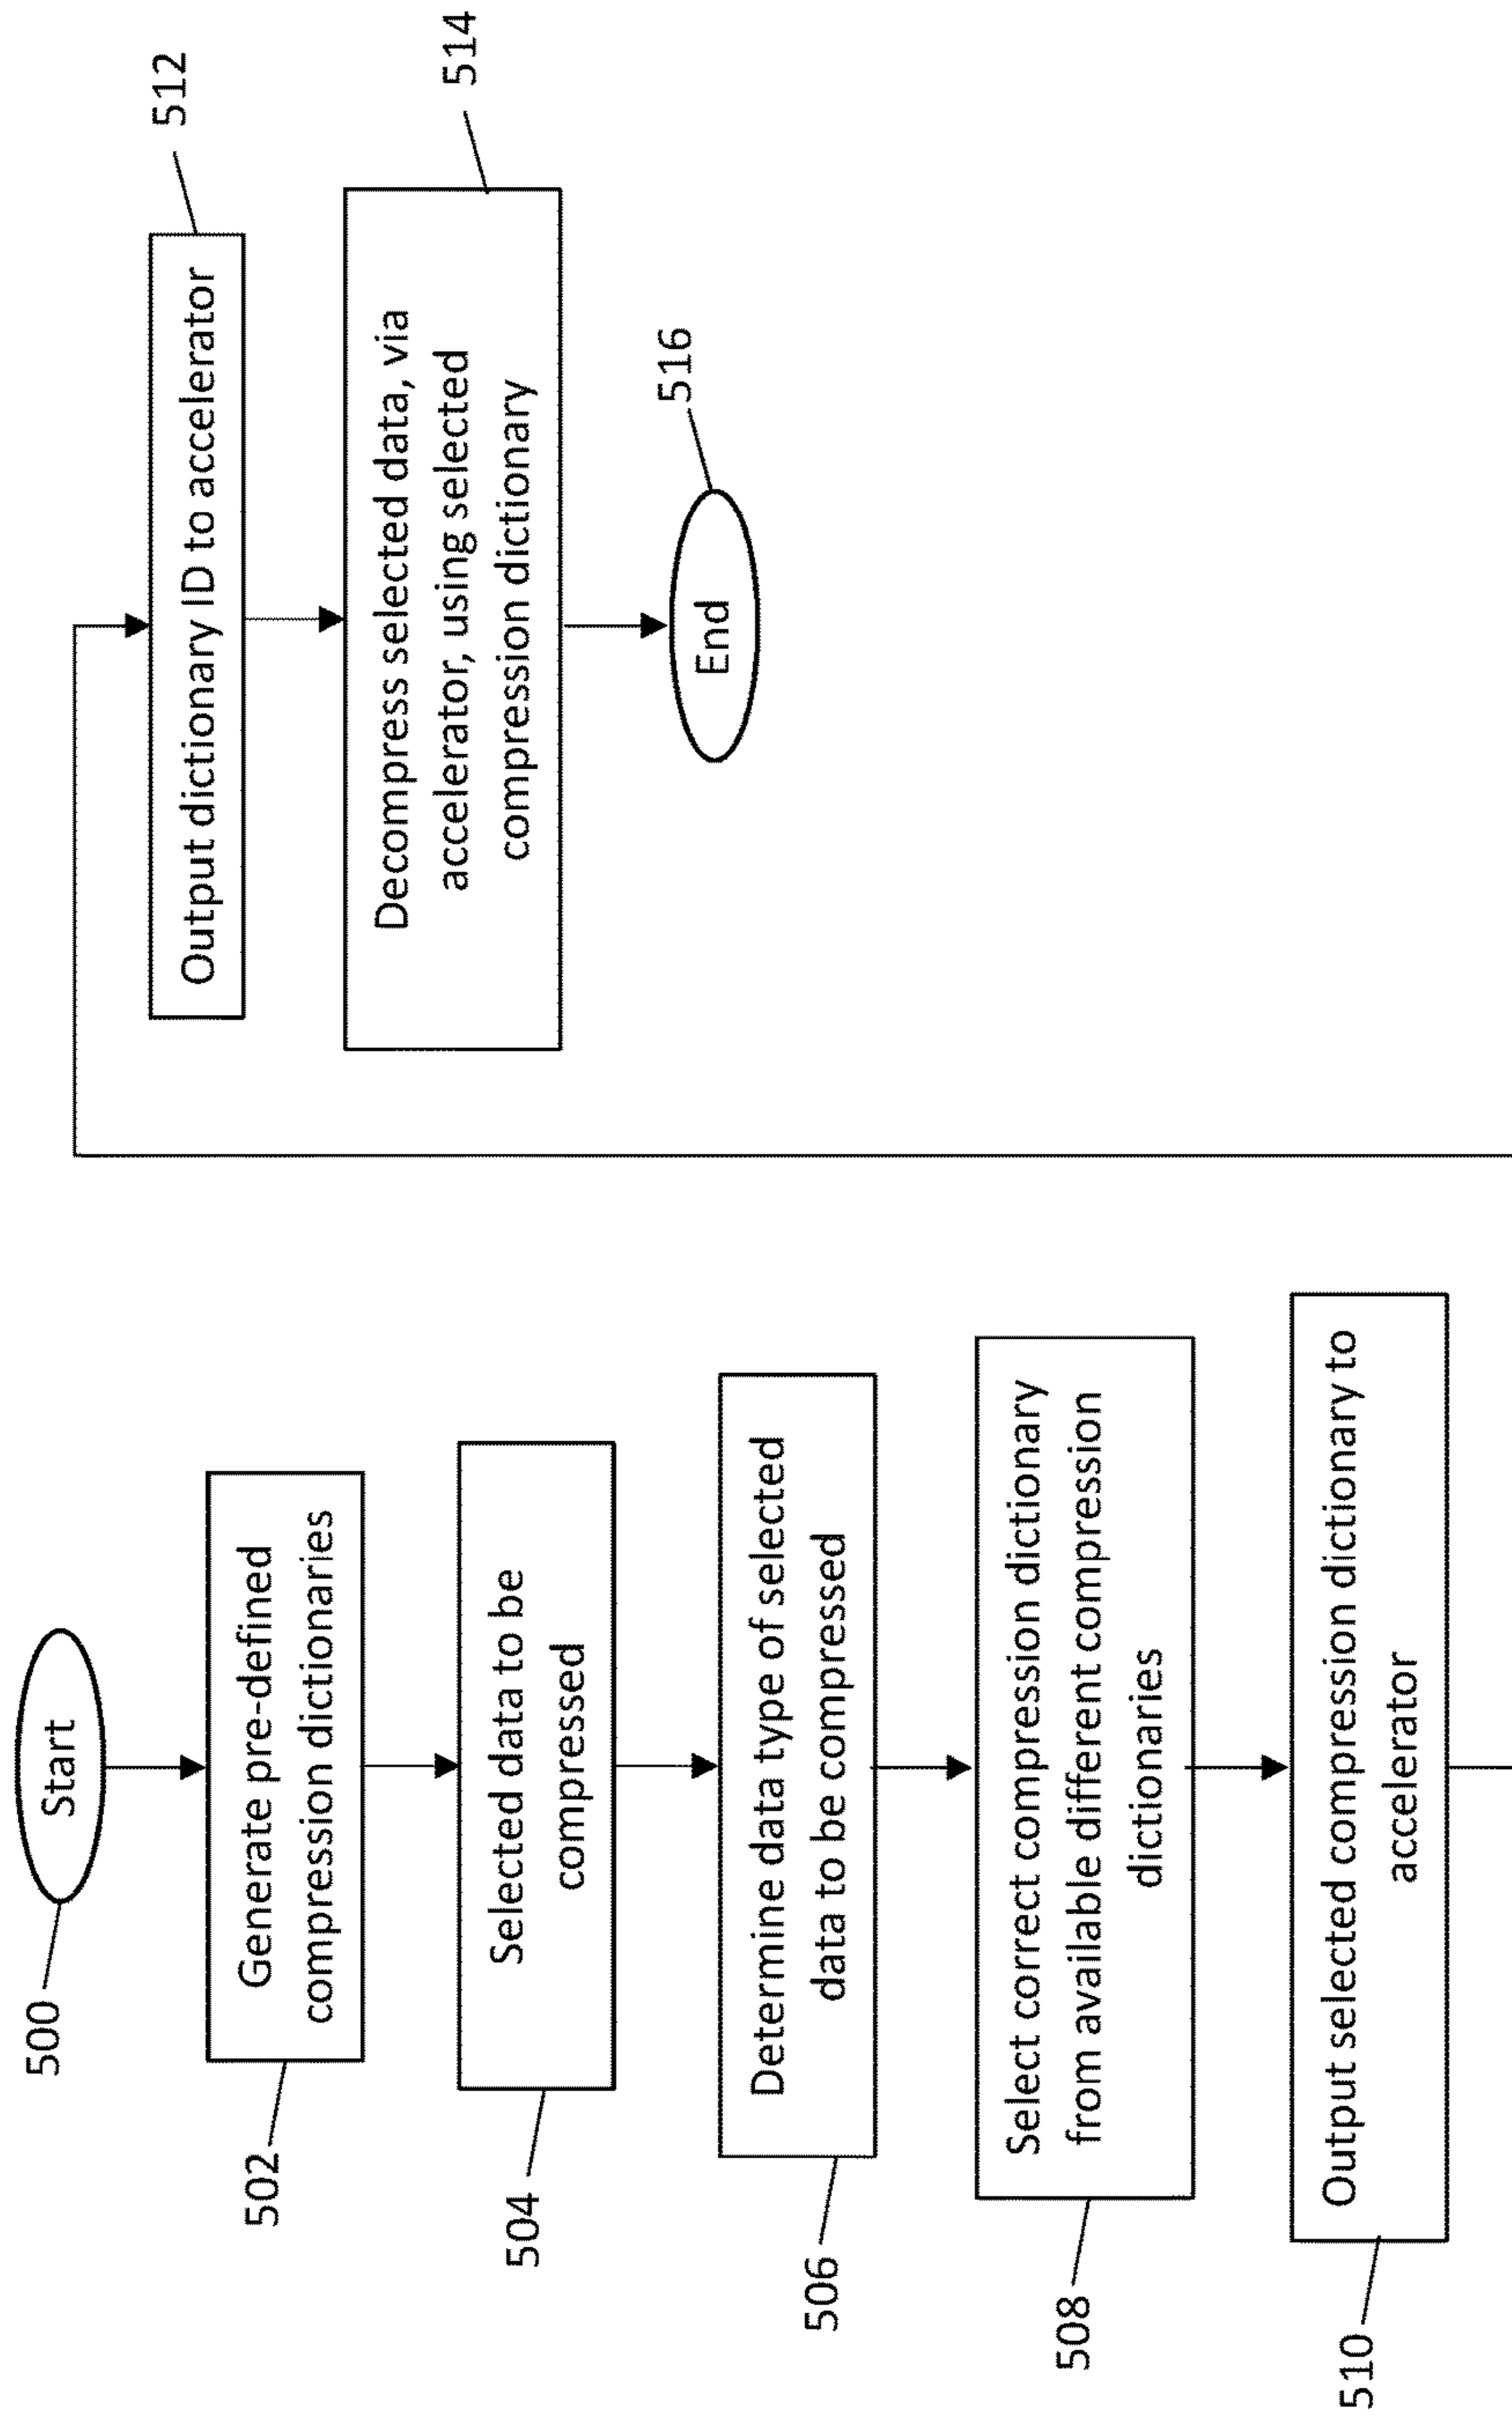 500
Start
502
Generate pre-defined
compression dictionaries
504
Selected data to be
compressed
506
Determine data type of selected
data to be compressed
508
Select correct compression dictionary
from available different compression
dictionaries
510
Output selected compression dictionary to
accelerator
512
Output dictionary ID to accelerator
514
Decompress selected data, via
accelerator, using selected
compression dictionary
516
End